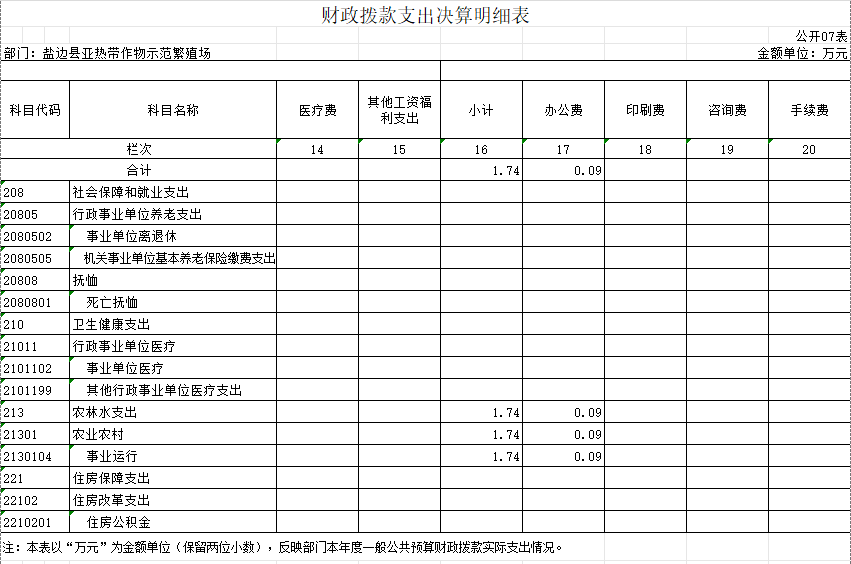 财政拨款支出决算明细表
公开07表
部门：盐边县亚热带作物示范繁殖场 金额单位：万元
科目代码 科目名称 医疗费 其他工资福利支出 小计 办公费 印刷费 咨询费 手续费
栏次 14 15 16 17 18 19 20
合计 1.74 0.09
208 社会保障和就业支出
20805 行政事业单位养老支出
2080502 事业单位离退休
2080505 机关事业单位基本养老保险缴费支出
20808 抚恤
2080801 死亡抚恤
210 卫生健康支出
21011 行政事业单位医疗
2101102 事业单位医疗
2101199 其他行政事业单位医疗支出
213 农林水支出 1.74 0.09
21301 农业农村 1.74 0.09
2130104 事业运行 1.74 0.09
221 住房保障支出
22102 住房改革支出
2210201 住房公积金
注：本表以“万元”为金额单位（保留两位小数），反映部门本年度一般公共预算财政拨款实际支出情况。